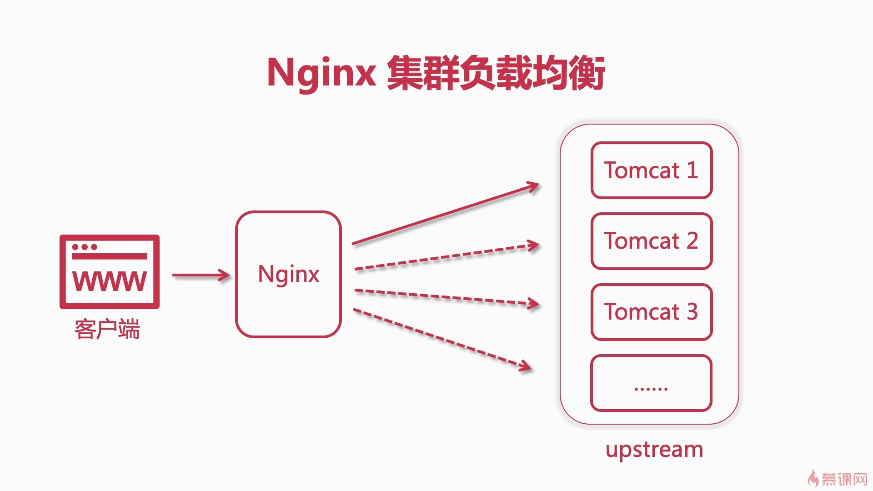 Nginx 集群负载均衡
WWW
客户端
Nginx
Tomcat 1
Tomcat 2
Tomcat 3
......
upstream
慕课网